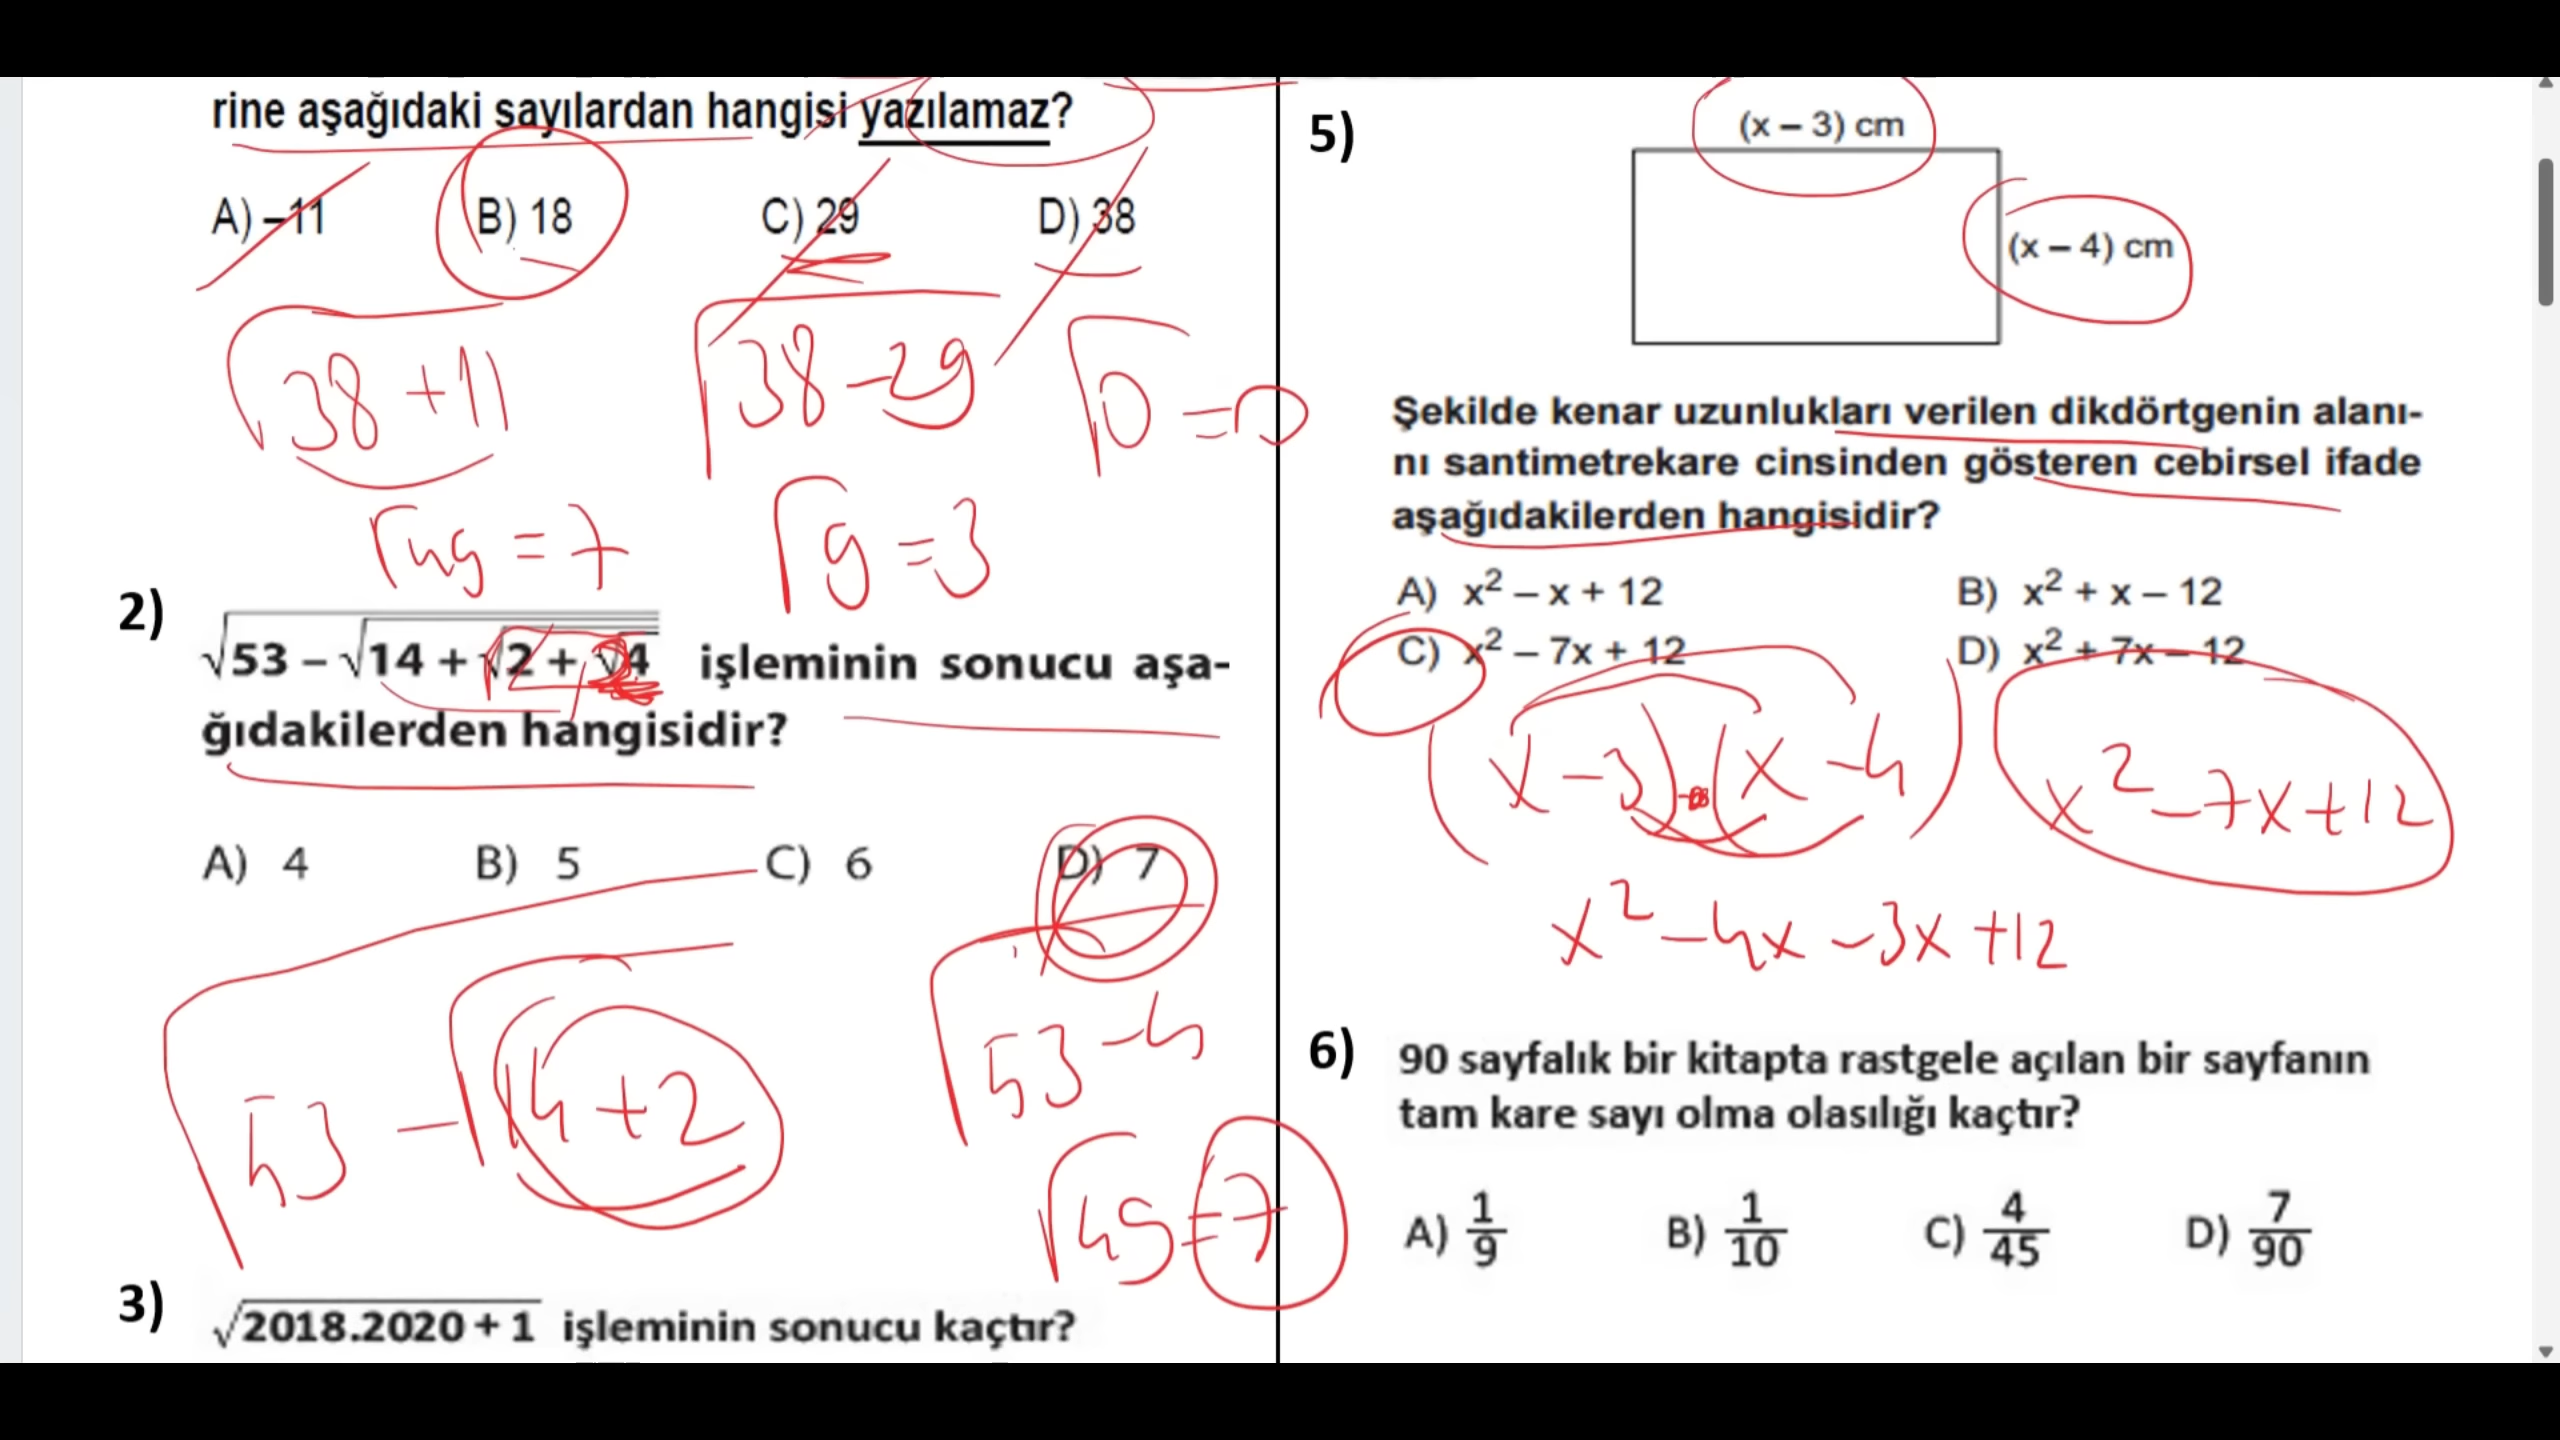 rine aşağıdaki sayılardan hangisi yazılamaz?
A) –11 B) 18 C) 29 D) 38
√38 + 11 √38 – 29 √0 = 0
√49 = 7 √9 = 3
2)
√53 – √14 + √2 + √4 işleminin sonucu aşa-
ğıdakilerden hangisidir?
A) 4 B) 5 C) 6 D) 7
√53 – √14 + 2 √53 – 4
√49 = 7
3) √2018.2020 + 1 işleminin sonucu kaçtır?
5)
(x – 3) cm
(x – 4) cm
Şekilde kenar uzunlukları verilen dikdörtgenin alanı-
nı santimetrekare cinsinden gösteren cebirsel ifade
aşağıdakilerden hangisidir?
A) x² – x + 12 B) x² + x – 12
C) x² – 7x + 12 D) x² + 7x – 12
(x – 3).(x – 4) x² – 7x + 12
x² – 4x – 3x + 12
6) 90 sayfalık bir kitapta rastgele açılan bir sayfanın
tam kare sayı olma olasılığı kaçtır?
A) 1/9 B) 1/10 C) 4/45 D) 7/90